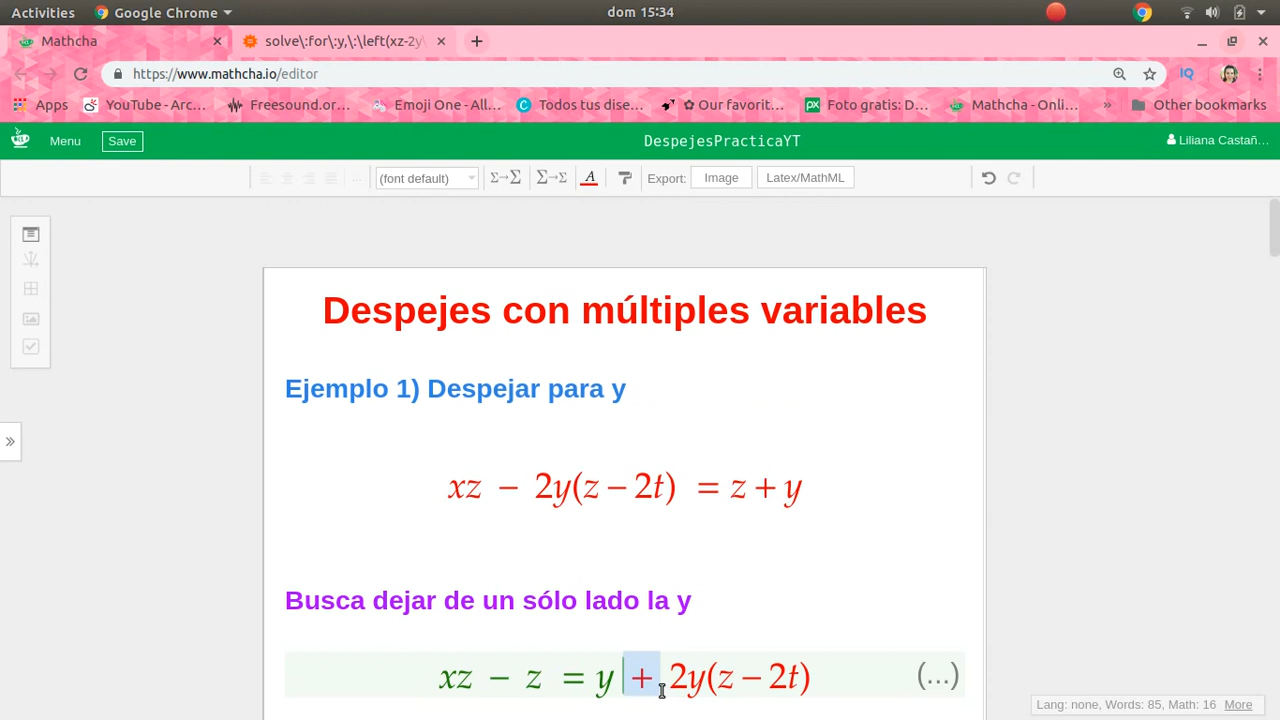 Activities Google Chrome dom 15:34
Mathcha solve\:for\:y,\:\left(xz-2y\
https://www.mathcha.io/editor IQ
Apps YouTube - Arc... Freesound.or... Emoji One - All... Todos tus dise... ✿ Our favorit... Foto gratis: D... Mathcha - Onli... » Other bookmarks
Menu Save DespejesPracticaYT Liliana Castañ...
... (font default) Σ→Σ Σ→Σ A Export: Image Latex/MathML
Despejes con múltiples variables
Ejemplo 1) Despejar para y
xz − 2y(z − 2t) = z + y
Busca dejar de un sólo lado la y
xz − z = y + 2y(z − 2t) (...)
Lang: none, Words: 85, Math: 16 More